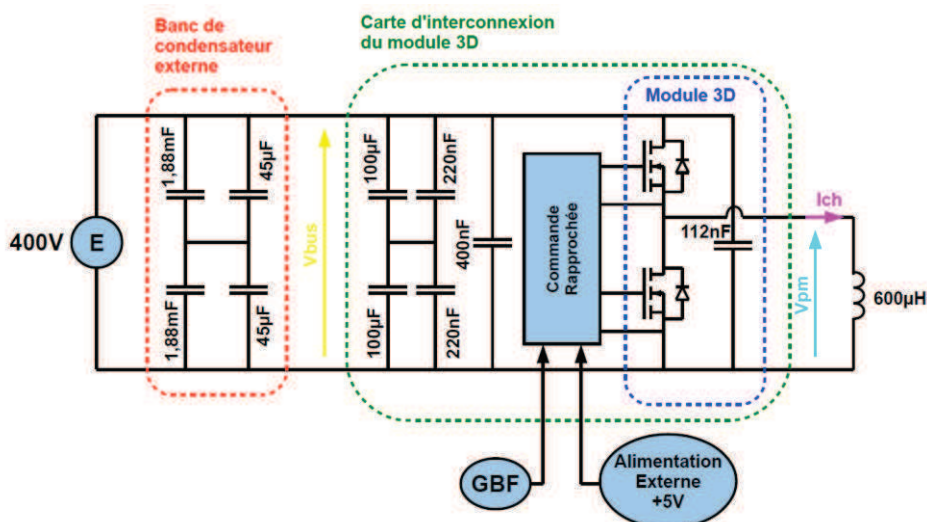 Banc de
condensateur
externe
Carte d'interconnexion
du module 3D
Module 3D
1,88mF
45µF
100µF
220nF
400V
E
Vbus
400nF
Commande
Rapprochée
112nF
Ich
Vpm
600µH
1,88mF
45µF
100µF
220nF
GBF
Alimentation
Externe
+5V